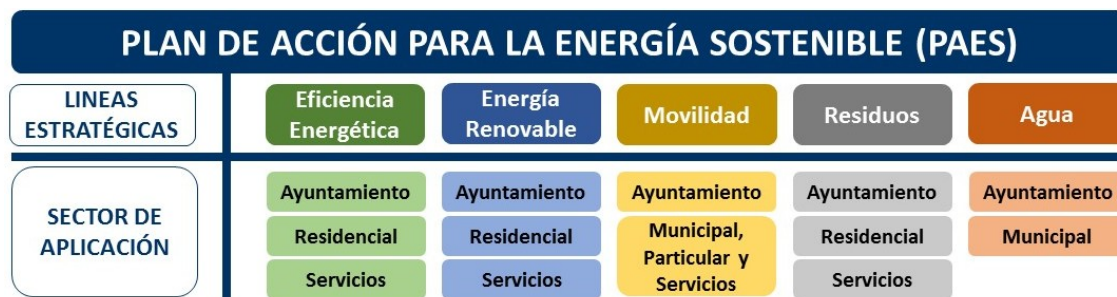 PLAN DE ACCIÓN PARA LA ENERGÍA SOSTENIBLE (PAES)
LINEAS
ESTRATÉGICAS
Eficiencia
Energética
Energía
Renovable
Movilidad
Residuos
Agua
SECTOR DE
APLICACIÓN
Ayuntamiento
Residencial
Servicios
Ayuntamiento
Residencial
Servicios
Ayuntamiento
Municipal,
Particular y
Servicios
Ayuntamiento
Residencial
Servicios
Ayuntamiento
Municipal